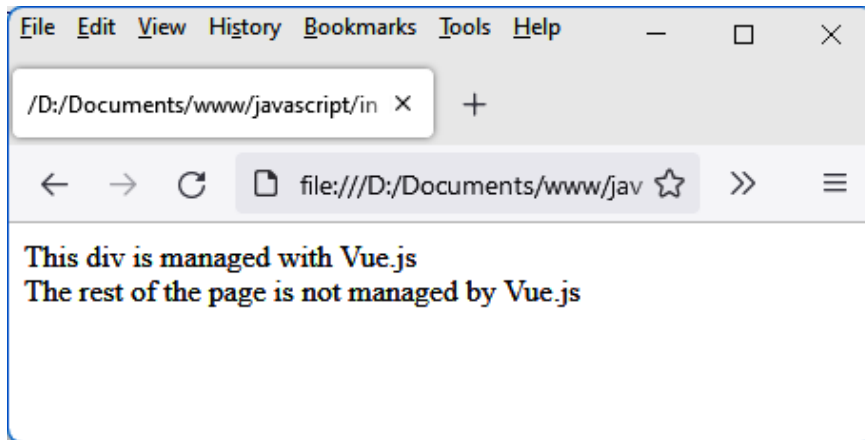 File Edit View History Bookmarks Tools Help
/D:/Documents/www/javascript/in
file:///D:/Documents/www/jav
This div is managed with Vue.js
The rest of the page is not managed by Vue.js